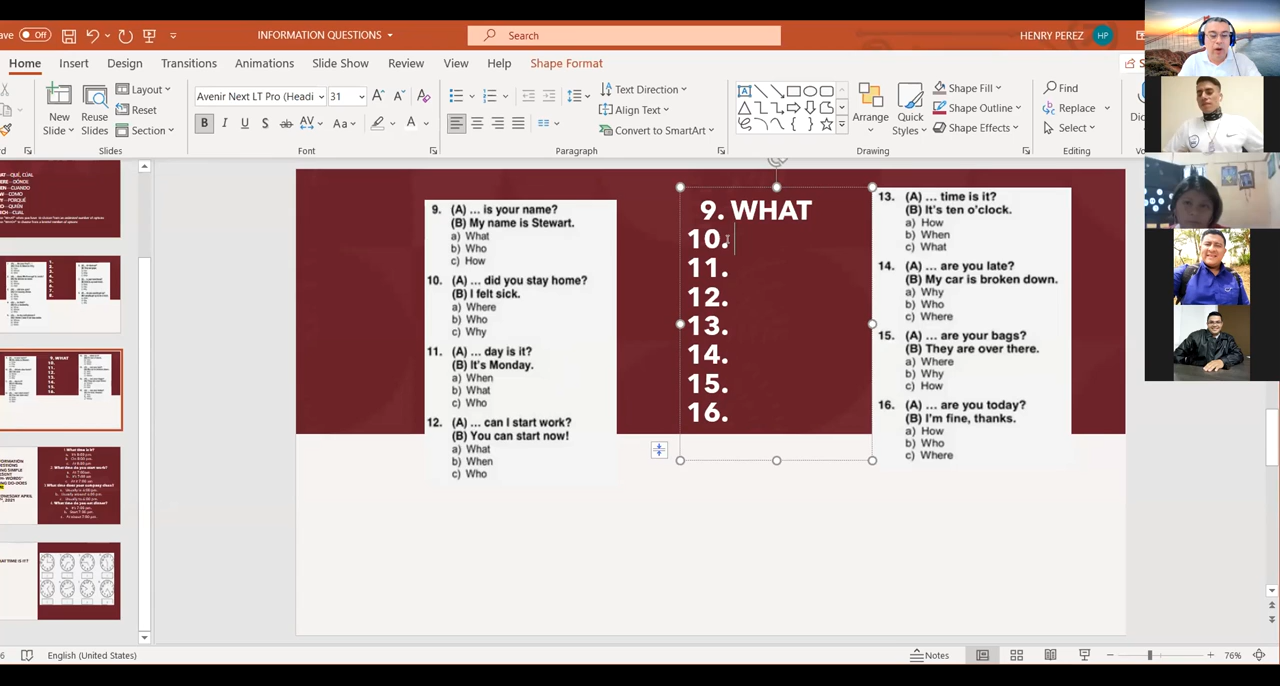 ave Off INFORMATION QUESTIONS Search HENRY PEREZ HP
Home Insert Design Transitions Animations Slide Show Review View Help Shape Format
New Slide Reuse Slides Layout Reset Section
Slides
Avenir Next LT Pro (Headi 31
Font
Text Direction
Align Text
Convert to SmartArt
Paragraph
Arrange Quick Styles
Shape Fill
Shape Outline
Shape Effects
Drawing
Find
Replace
Select
Editing
9. (A) ... is your name?
(B) My name is Stewart.
a) What
b) Who
c) How
10. (A) ... did you stay home?
(B) I felt sick.
a) Where
b) Who
c) Why
11. (A) ... day is it?
(B) It's Monday.
a) When
b) What
c) Who
12. (A) ... can I start work?
(B) You can start now!
a) What
b) When
c) Who
9. WHAT
10.
11.
12.
13.
14.
15.
16.
13. (A) ... time is it?
(B) It's ten o'clock.
a) How
b) When
c) What
14. (A) ... are you late?
(B) My car is broken down.
a) Why
b) Who
c) Where
15. (A) ... are your bags?
(B) They are over there.
a) Where
b) Why
c) How
16. (A) ... are you today?
(B) I'm fine, thanks.
a) How
b) Who
c) Where
6 English (United States) Notes 76%